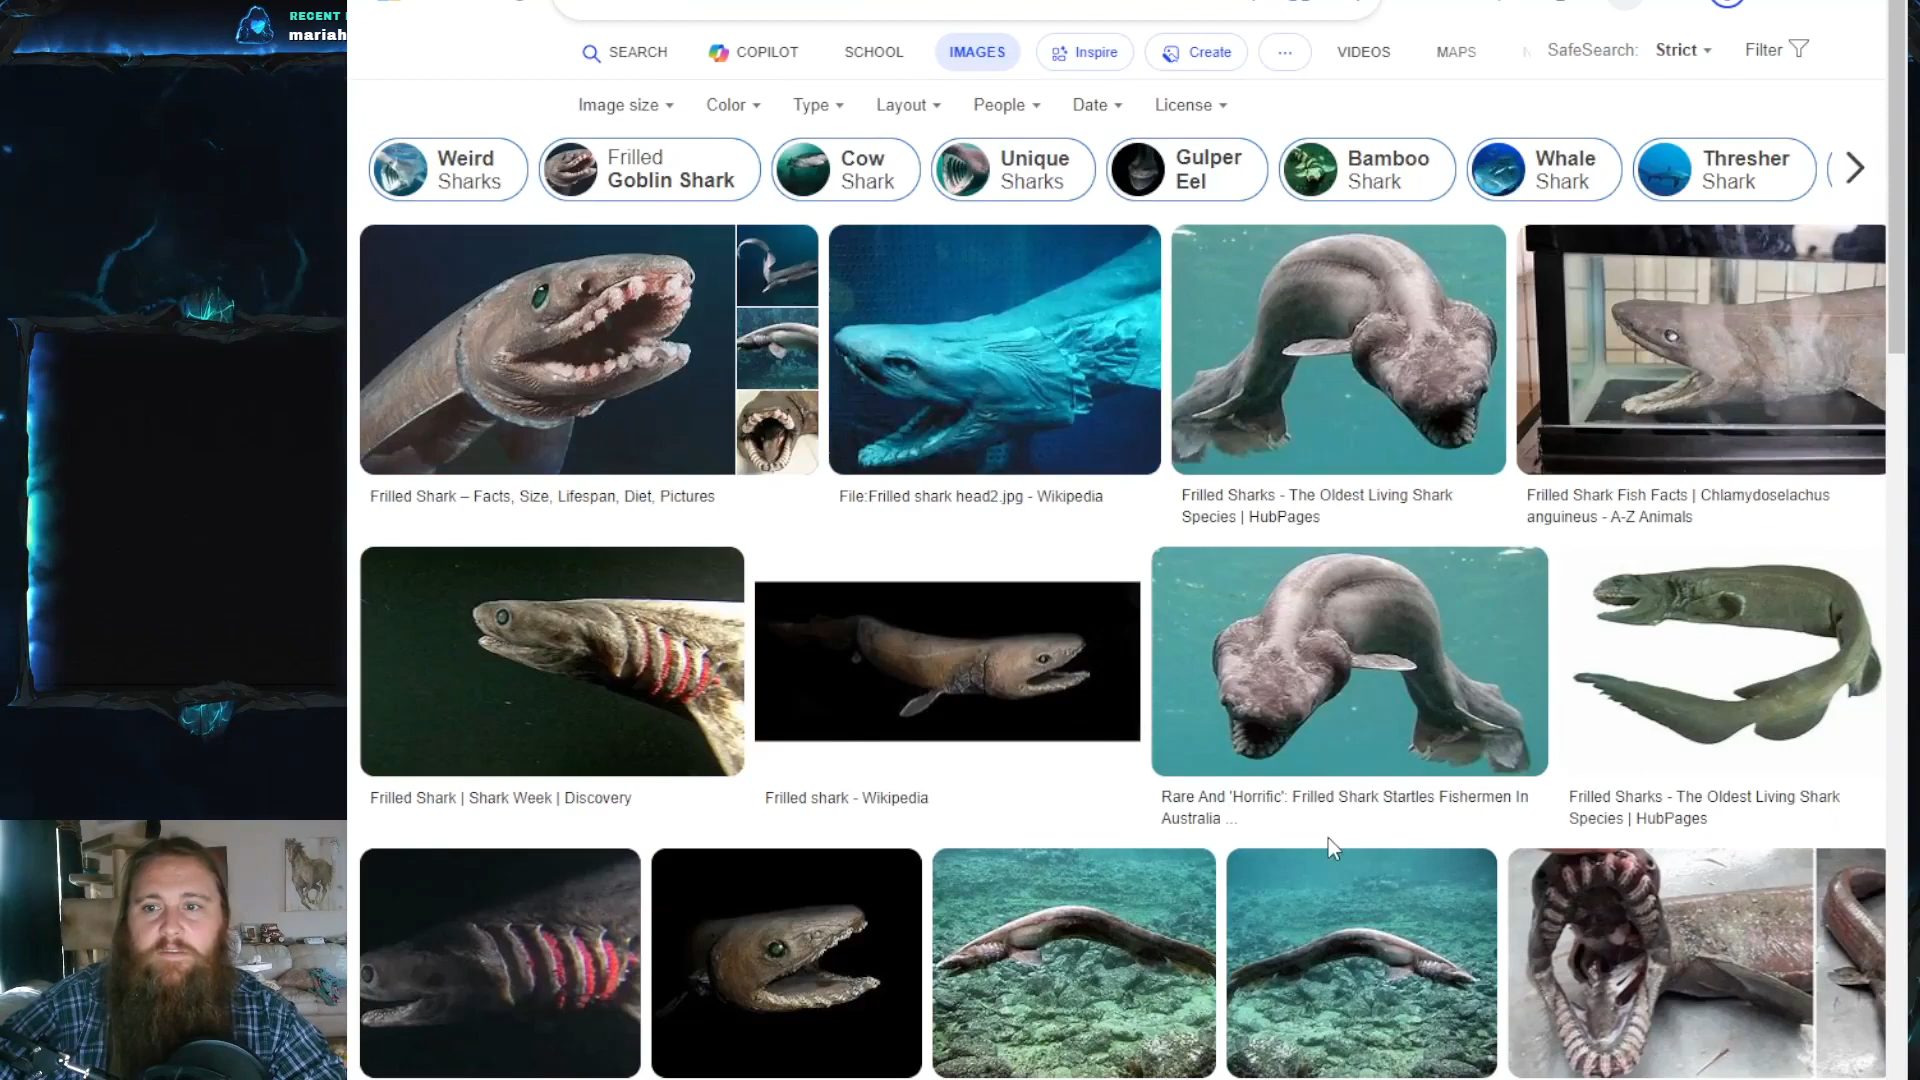 RECENT
mariah
SEARCH
COPILOT
SCHOOL
IMAGES
Inspire
Create
...
VIDEOS
MAPS
SafeSearch: Strict
Filter
Image size
Color
Type
Layout
People
Date
License
Weird
Sharks
Frilled
Goblin Shark
Cow
Shark
Unique
Sharks
Gulper
Eel
Bamboo
Shark
Whale
Shark
Thresher
Shark
Frilled Shark – Facts, Size, Lifespan, Diet, Pictures
File:Frilled shark head2.jpg - Wikipedia
Frilled Sharks - The Oldest Living Shark
Species | HubPages
Frilled Shark Fish Facts | Chlamydoselachus
anguineus - A-Z Animals
Frilled Shark | Shark Week | Discovery
Frilled shark - Wikipedia
Rare And 'Horrific': Frilled Shark Startles Fishermen In
Australia ...
Frilled Sharks - The Oldest Living Shark
Species | HubPages